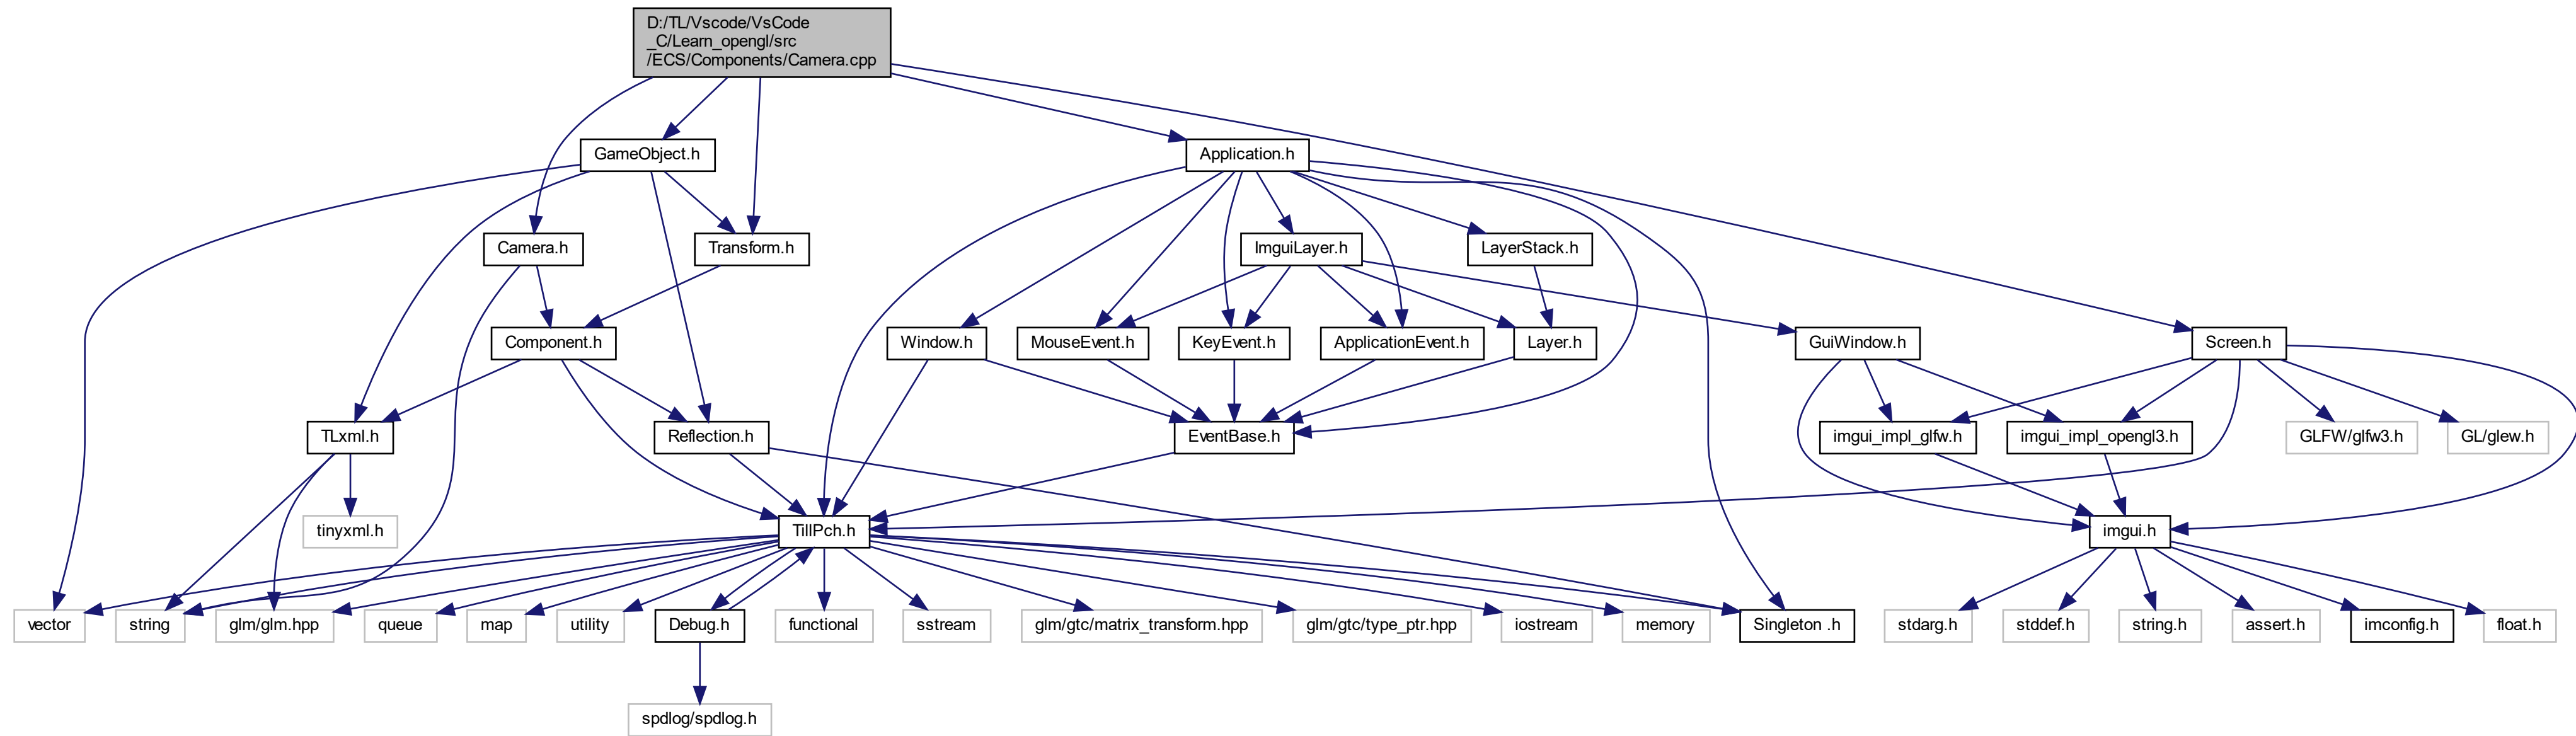 D:/TL/Vscode/VsCode
_C/Learn_opengl/src
/ECS/Components/Camera.cpp
GameObject.h
Application.h
Camera.h
Transform.h
ImguiLayer.h
LayerStack.h
Component.h
Window.h
MouseEvent.h
KeyEvent.h
ApplicationEvent.h
Layer.h
GuiWindow.h
Screen.h
TLxml.h
Reflection.h
EventBase.h
imgui_impl_glfw.h
imgui_impl_opengl3.h
GLFW/glfw3.h
GL/glew.h
tinyxml.h
TillPch.h
imgui.h
vector
string
glm/glm.hpp
queue
map
utility
Debug.h
functional
sstream
glm/gtc/matrix_transform.hpp
glm/gtc/type_ptr.hpp
iostream
memory
Singleton .h
stdarg.h
stddef.h
string.h
assert.h
imconfig.h
float.h
spdlog/spdlog.h